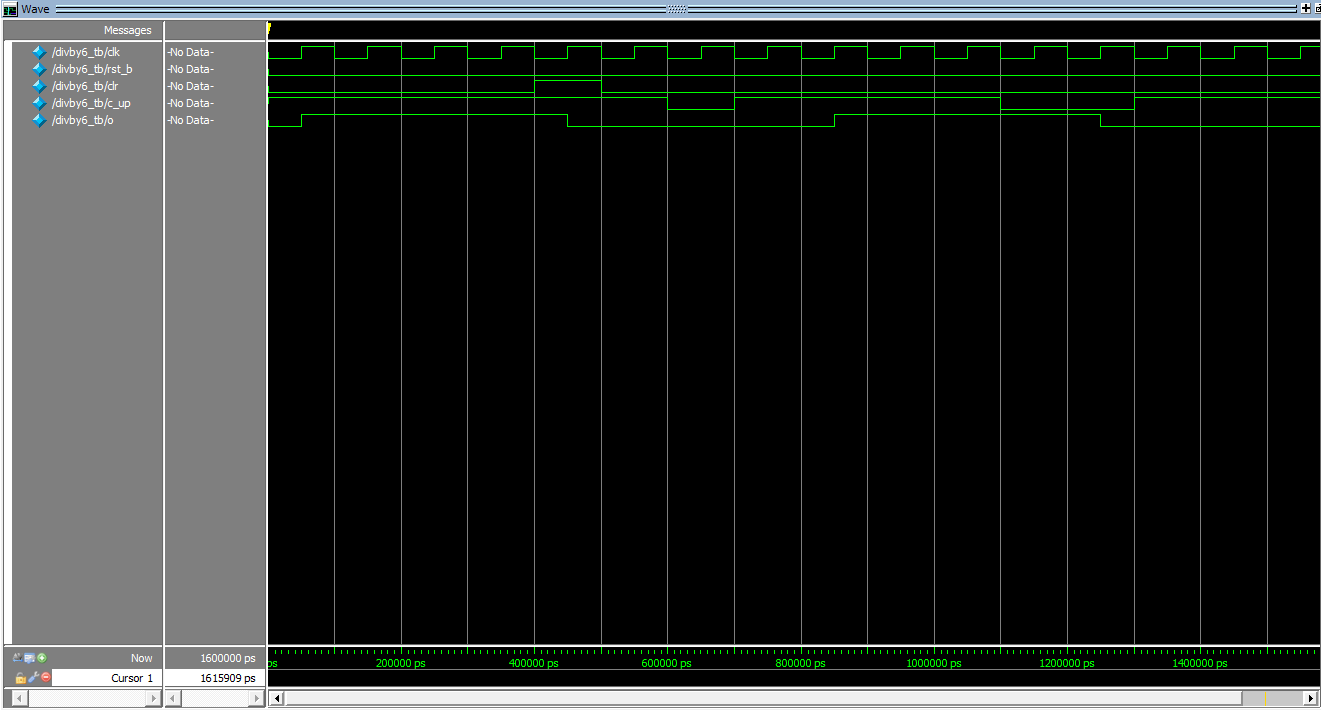 Wave
Messages
/divby6_tb/clk -No Data-
/divby6_tb/rst_b -No Data-
/divby6_tb/dr -No Data-
/divby6_tb/c_up -No Data-
/divby6_tb/o -No Data-
Now 1600000 ps ps 200000 ps 400000 ps 600000 ps 800000 ps 1000000 ps 1200000 ps 1400000 ps
Cursor 1 1615909 ps